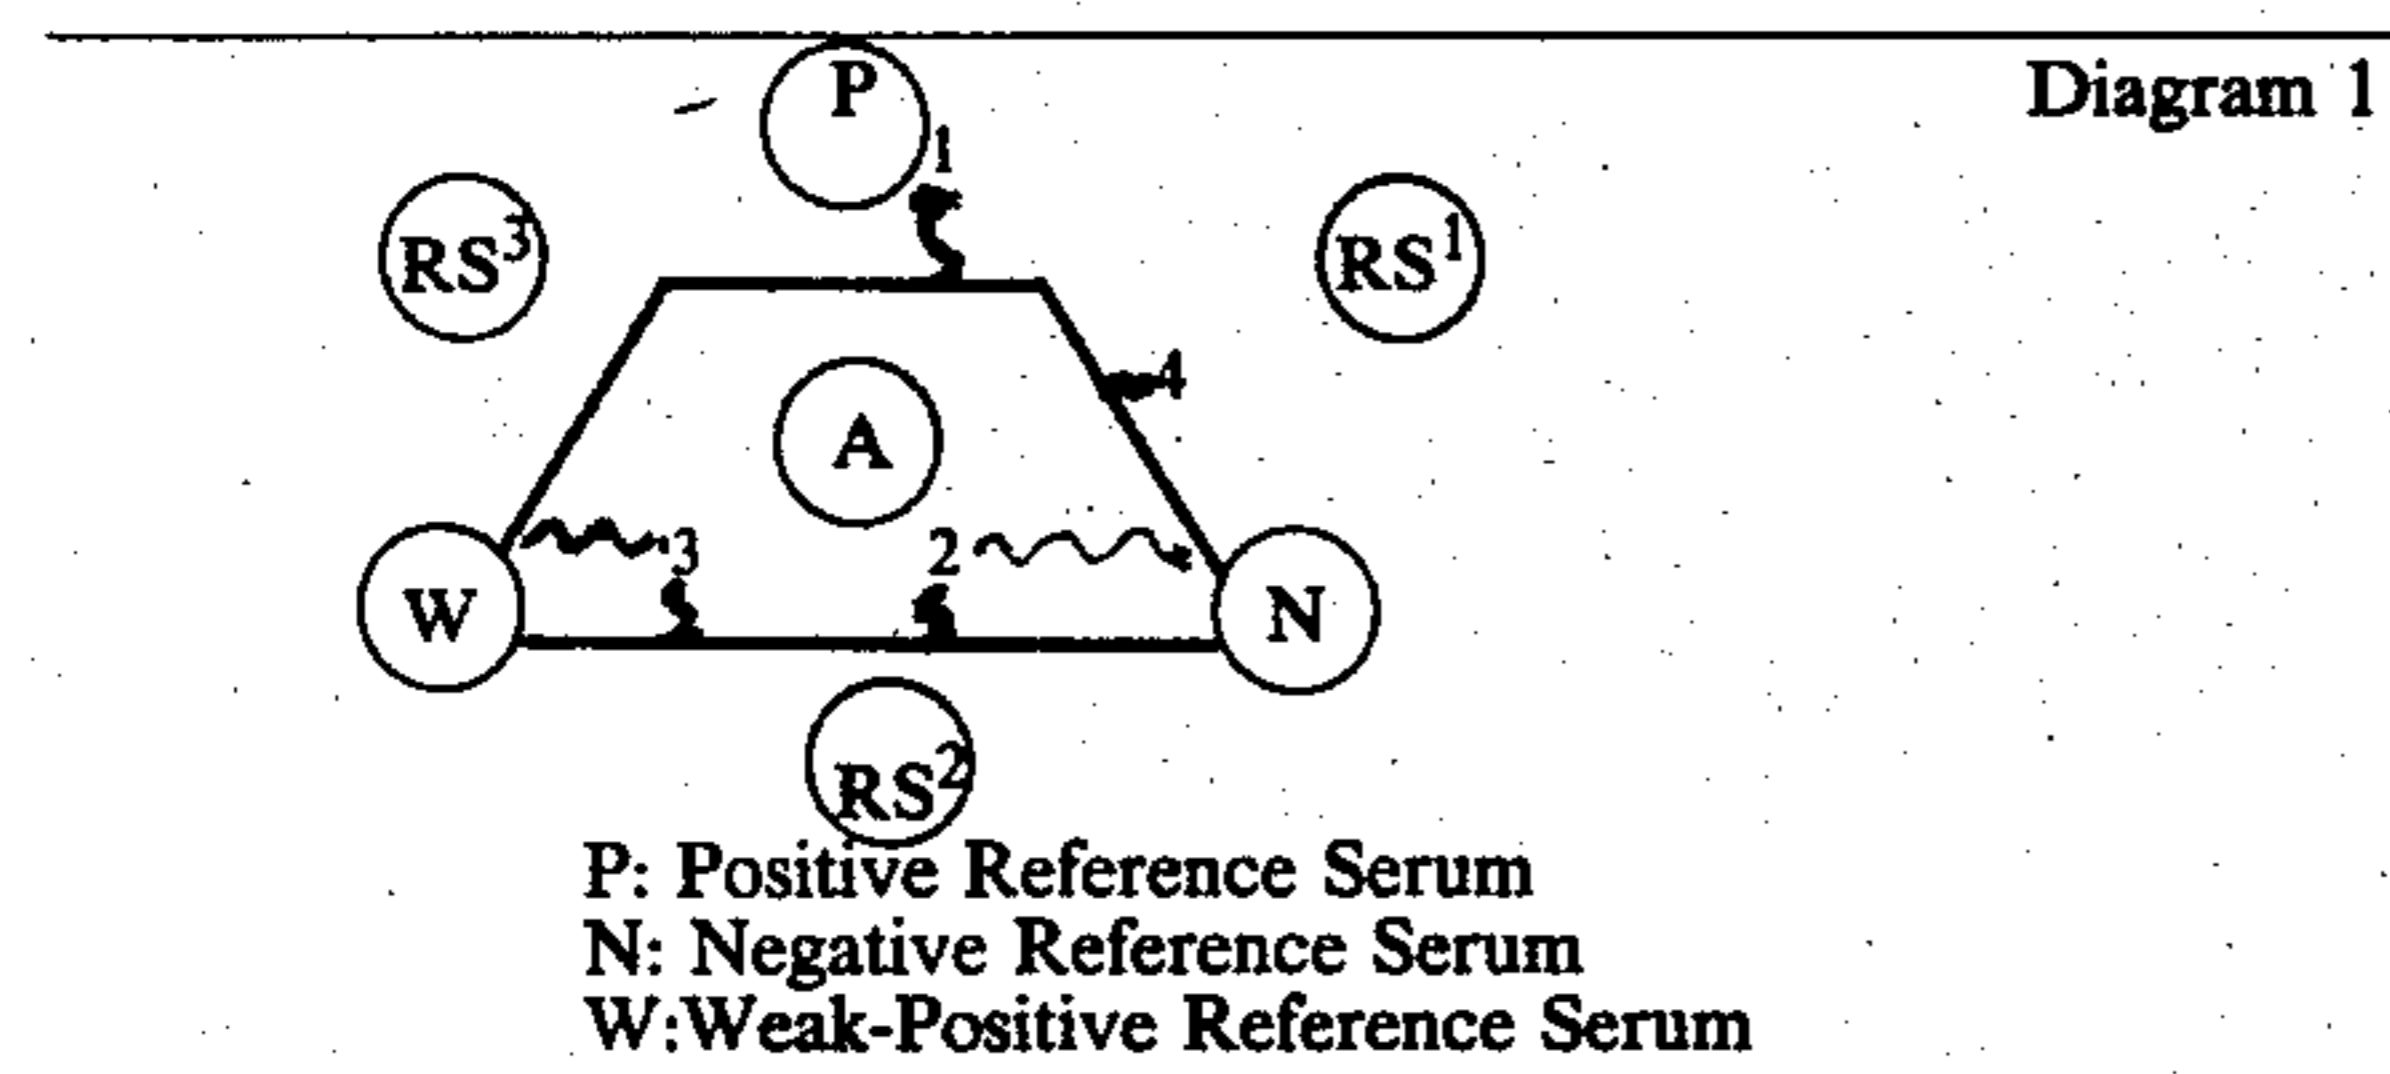 Diagram 1
P
1
RS3
RS1
4
A
3
2
W
N
RS2
P: Positive Reference Serum
N: Negative Reference Serum
W:Weak-Positive Reference Serum